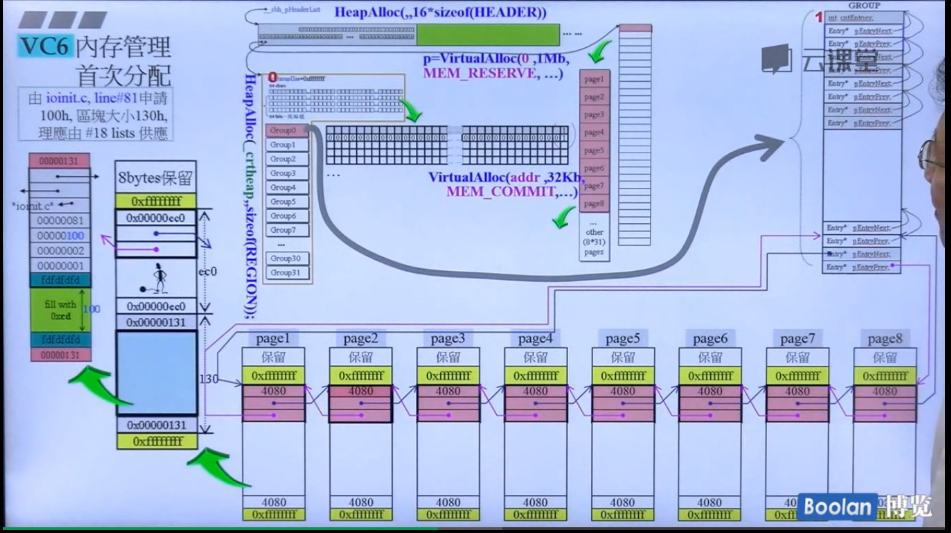 VC6 內存管理
首次分配
由 ioinit.c, line#81申請
100h, 區塊大小130h,
理應由 #18 lists 供應
_sbh_pHeaderList
HeapAlloc(,,16*sizeof(HEADER))
... ...
p=VirtualAlloc(0 ,1Mb,
MEM_RESERVE, ...)
HeapAlloc(_crtheap,,sizeof(REGION));
0
Group0
Group1
Group2
Group3
Group4
Group5
Group6
Group7
...
Group30
Group31
...
VirtualAlloc(addr ,32Kb,
MEM_COMMIT,...)
page1
page2
page3
page4
page5
page6
page7
page8
...
other
(8*31)
pages
GROUP
1
int cntEntries;
Entry* pEntryNext;
Entry* pEntryPrev;
Entry* pEntryNext;
Entry* pEntryPrev;
Entry* pEntryNext;
Entry* pEntryPrev;
Entry* pEntryNext;
Entry* pEntryPrev;
Entry* pEntryNext;
Entry* pEntryPrev;
Entry* pEntryNext;
Entry* pEntryPrev;
云课堂
00000131
"ioinit.c"
00000081
00000100
00000002
00000001
fdfdfdfd
fill with
0xcd
100
fdfdfdfd
00000131
8bytes保留
0xffffffff
0x00000ec0
ec0
0x00000ec0
0x00000131
130
0x00000131
0xffffffff
page1 page2 page3 page4 page5 page6 page7 page8
保留 保留 保留 保留 保留 保留 保留 保留
0xffffffff 0xffffffff 0xffffffff 0xffffffff 0xffffffff 0xffffffff 0xffffffff 0xffffffff
4080 4080 4080 4080 4080 4080 4080 4080
4080 4080 4080 4080 4080 4080 4080 4080
0xffffffff 0xffffffff 0xffffffff 0xffffffff 0xffffffff 0xffffffff
Boolan 博览